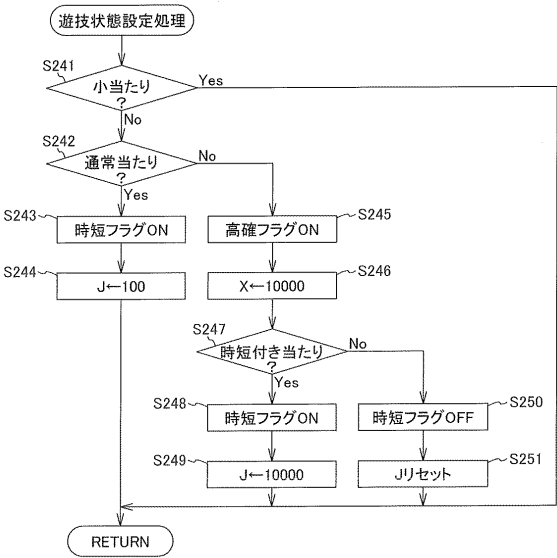 遊技状態設定処理
S241
小当たり
?
Yes
No
S242
通常当たり
?
No
Yes
S243
時短フラグON
S244
J←100
S245
高確フラグON
S246
X←10000
S247
時短付き当たり
?
No
Yes
S248
時短フラグON
S249
J←10000
S250
時短フラグOFF
S251
Jリセット
RETURN